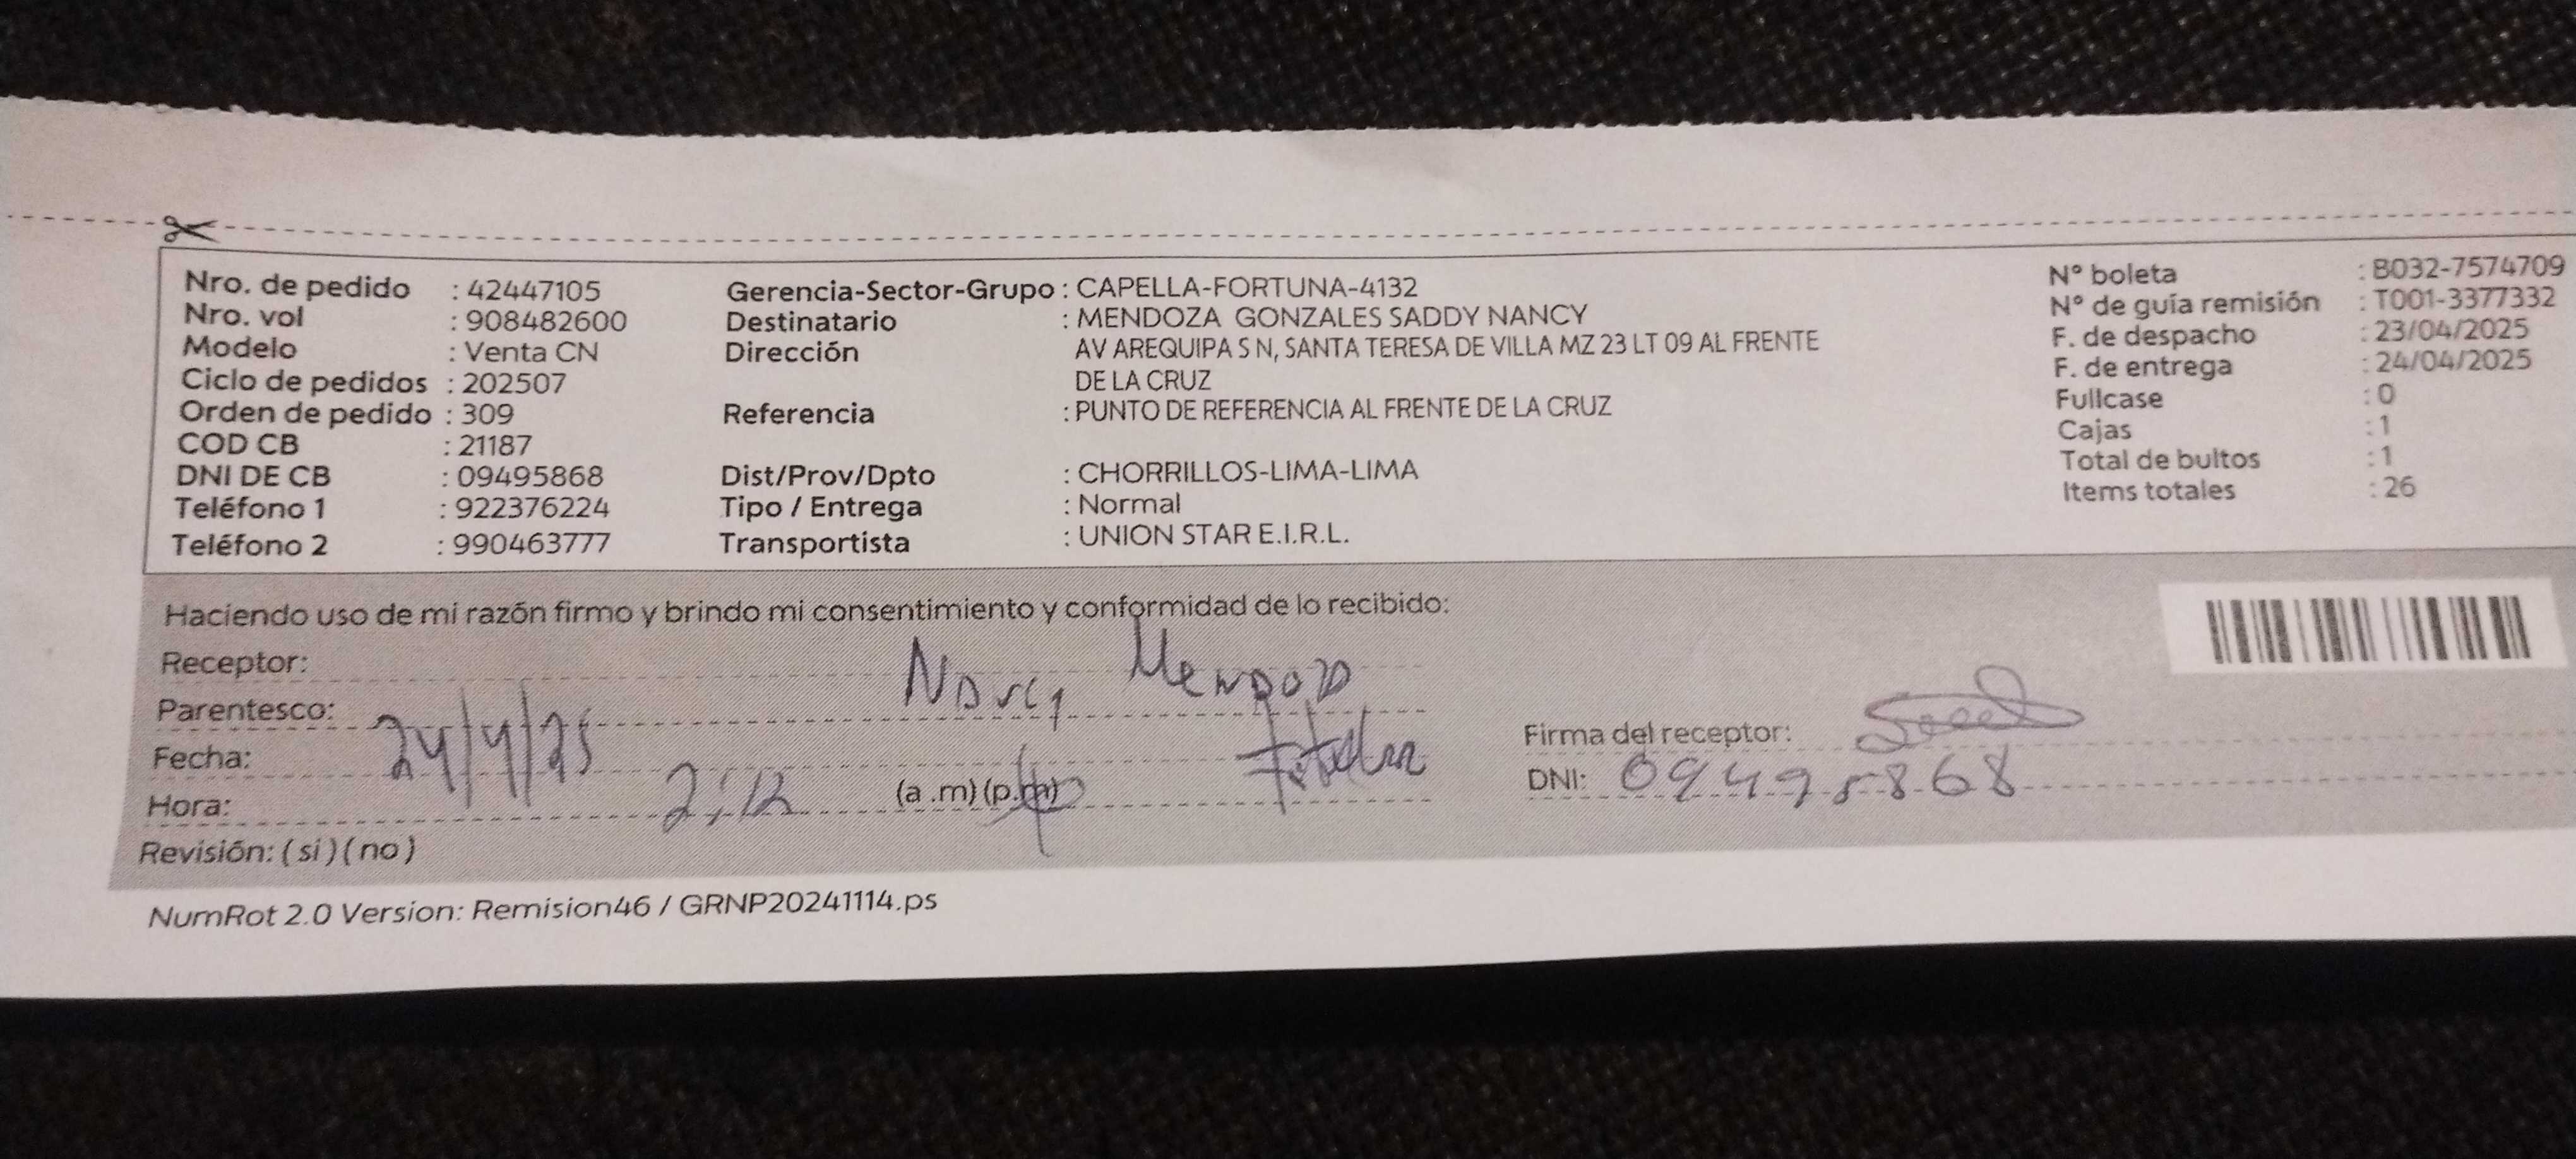 Nro. de pedido : 42447105
Nro. vol : 908482600
Modelo : Venta CN
Ciclo de pedidos : 202507
Orden de pedido : 309
COD CB : 21187
DNI DE CB : 09495868
Teléfono 1 : 922376224
Teléfono 2 : 990463777
Gerencia-Sector-Grupo : CAPELLA-FORTUNA-4132
Destinatario : MENDOZA GONZALES SADDY NANCY
Dirección AV AREQUIPA S N, SANTA TERESA DE VILLA MZ 23 LT 09 AL FRENTE
DE LA CRUZ
Referencia : PUNTO DE REFERENCIA AL FRENTE DE LA CRUZ
Dist/Prov/Dpto : CHORRILLOS-LIMA-LIMA
Tipo / Entrega : Normal
Transportista : UNION STAR E.I.R.L.
N° boleta : B032-7574709
N° de guía remisión : T001-3377332
F. de despacho : 23/04/2025
F. de entrega : 24/04/2025
Fullcase : 0
Cajas : 1
Total de bultos : 1
Items totales : 26
Haciendo uso de mi razón firmo y brindo mi consentimiento y conformidad de lo recibido:
Receptor: Nancy Mendoza
Parentesco:
Fecha: 24/4/25
Hora: 2:12 (a .m) (p.m)
Revisión: ( si ) ( no )
Firma del receptor:
DNI: 09495868
NumRot 2.0 Version: Remision46 / GRNP20241114.ps